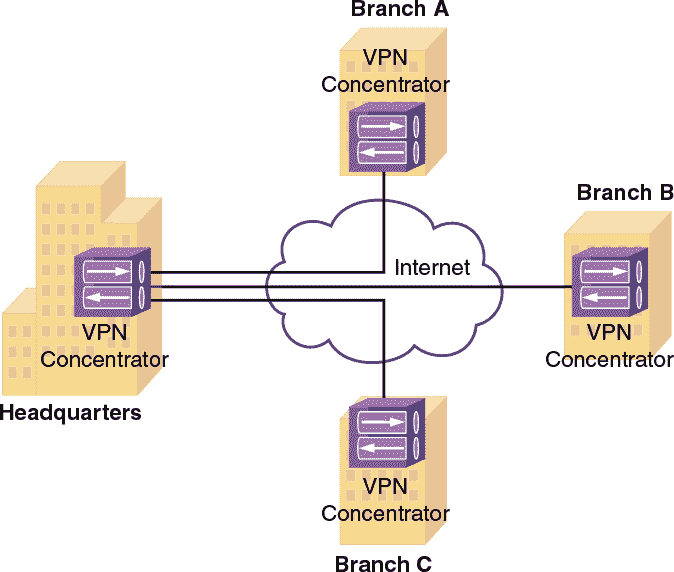 Branch A
VPN
Concentrator
Branch B
Internet
VPN
Concentrator
VPN
Concentrator
Headquarters
VPN
Concentrator
Branch C